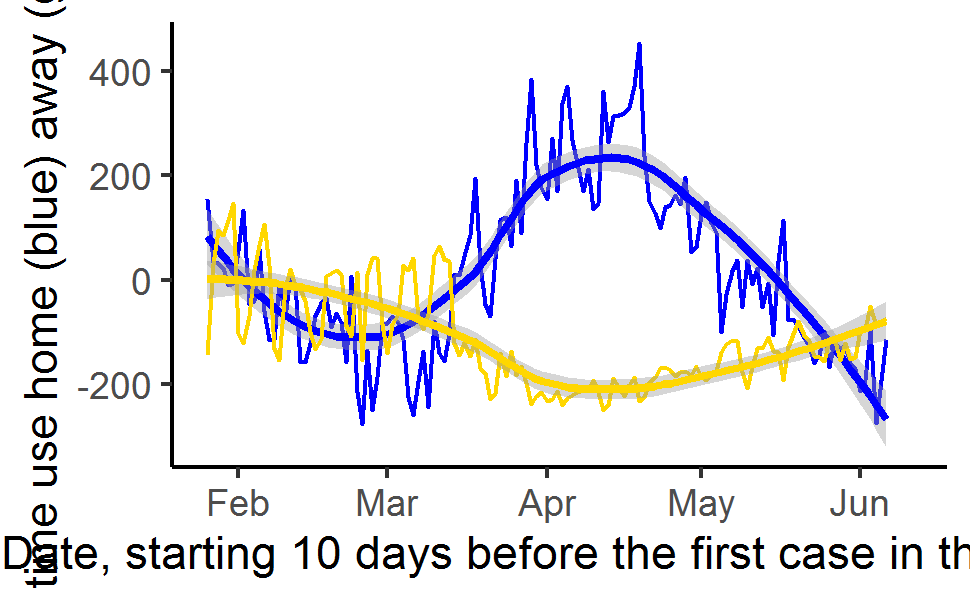 time use home (blue) away (
400
200
0
-200
Feb Mar Apr May Jun
Date, starting 10 days before the first case in th